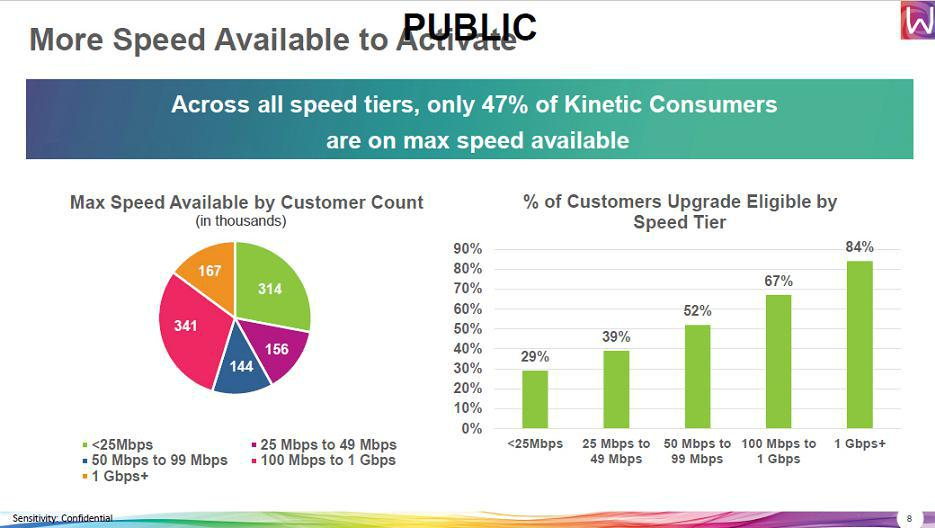 PUBLIC
More Speed Available to Activate
W
Across all speed tiers, only 47% of Kinetic Consumers
are on max speed available
Max Speed Available by Customer Count
(in thousands)
167
314
341
156
144
<25Mbps
25 Mbps to 49 Mbps
50 Mbps to 99 Mbps
100 Mbps to 1 Gbps
1 Gbps+
% of Customers Upgrade Eligible by
Speed Tier
90%
80%
70%
60%
50%
40%
30%
20%
10%
0%
29%
39%
52%
67%
84%
<25Mbps
25 Mbps to
49 Mbps
50 Mbps to
99 Mbps
100 Mbps to
1 Gbps
1 Gbps+
Sensitivity: Confidential
8